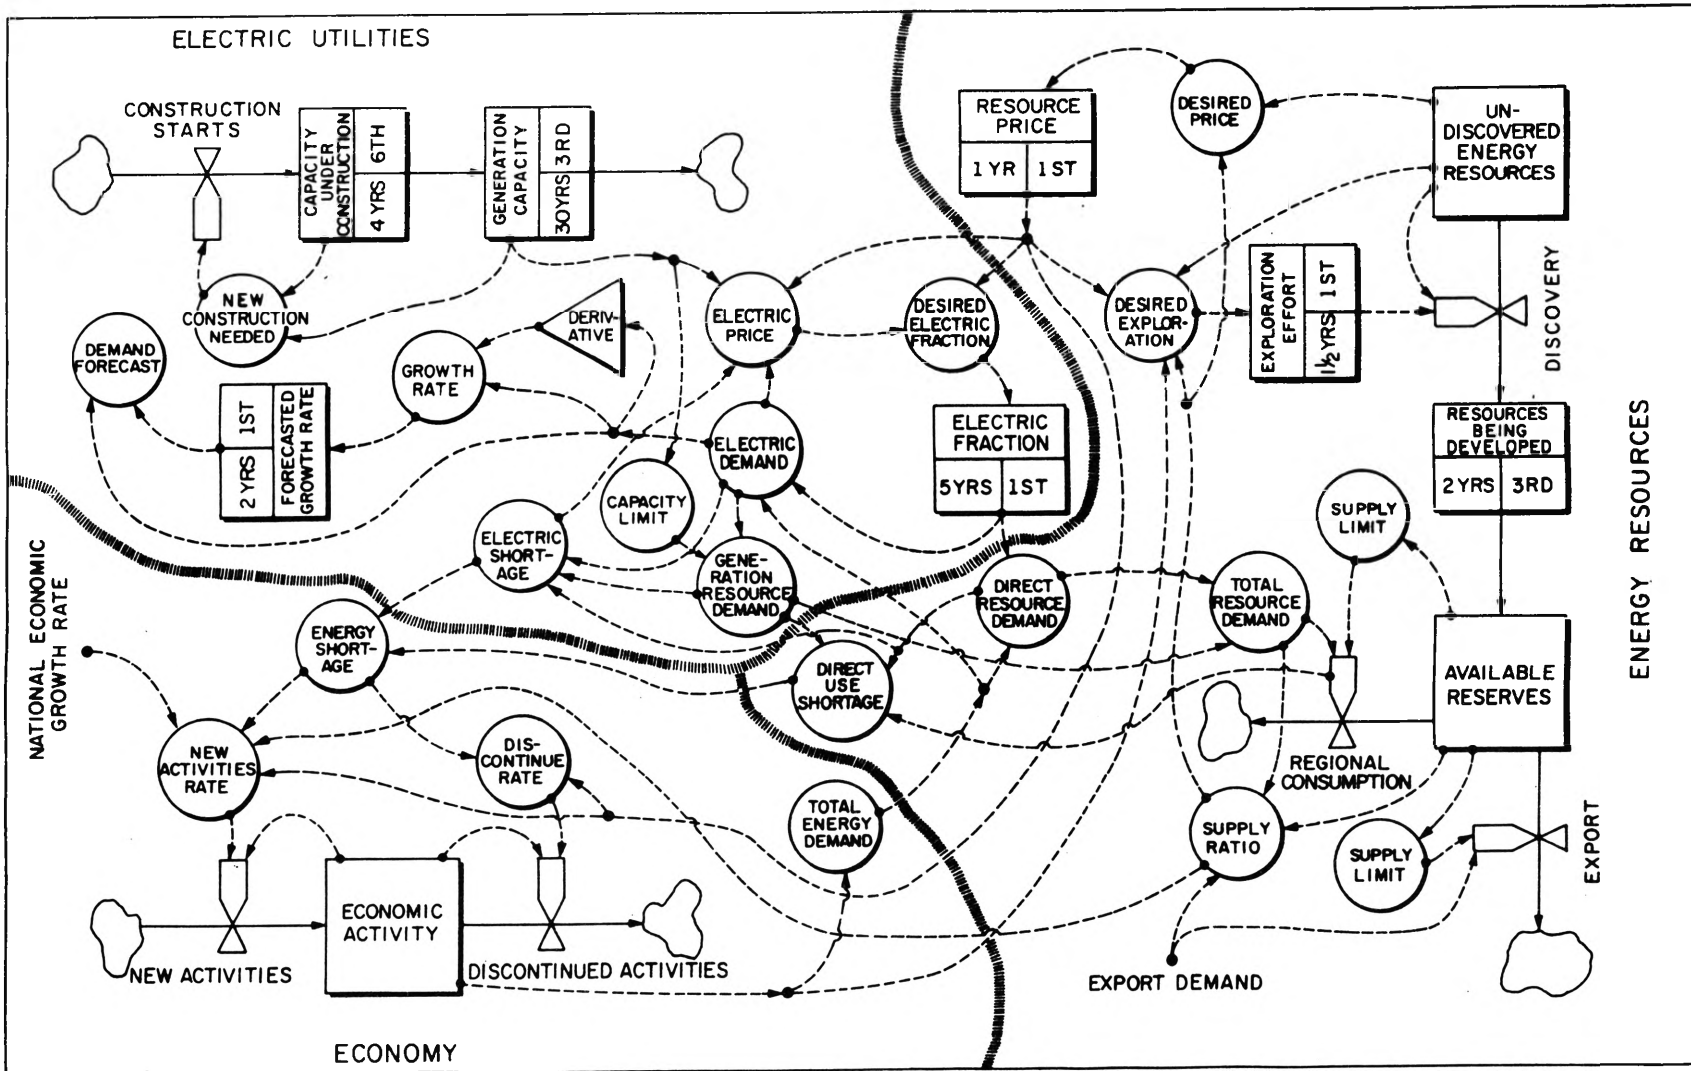 ELECTRIC UTILITIES
CONSTRUCTION
STARTS
CAPACITY
UNDER
CONSTRUCTION
4 YRS 6TH
GENERATION
CAPACITY
30YRS 3RD
RESOURCE
PRICE
1 YR 1ST
DESIRED
PRICE
UN-
DISCOVERED
ENERGY
RESOURCES
NEW
CONSTRUCTION
NEEDED
DEMAND
FORECAST
GROWTH
RATE
DERIV-
ATIVE
ELECTRIC
PRICE
DESIRED
ELECTRIC
FRACTION
DESIRED
EXPLOR-
ATION
EXPLORATION
EFFORT
1½YRS 1ST
DISCOVERY
2 YRS 1ST
FORECASTED
GROWTH RATE
ELECTRIC
DEMAND
ELECTRIC
FRACTION
5YRS 1ST
RESOURCES
BEING
DEVELOPED
2 YRS 3RD
ENERGY RESOURCES
CAPACITY
LIMIT
SUPPLY
LIMIT
ELECTRIC
SHORT-
AGE
GENE-
RATION
RESOURCE
DEMAND
DIRECT
RESOURCE
DEMAND
TOTAL
RESOURCE
DEMAND
NATIONAL ECONOMIC
GROWTH RATE
ENERGY
SHORT-
AGE
DIRECT
USE
SHORTAGE
AVAILABLE
RESERVES
NEW
ACTIVITIES
RATE
DIS-
CONTINUE
RATE
REGIONAL
CONSUMPTION
TOTAL
ENERGY
DEMAND
SUPPLY
RATIO
SUPPLY
LIMIT
EXPORT
ECONOMIC
ACTIVITY
NEW ACTIVITIES
DISCONTINUED ACTIVITIES
EXPORT DEMAND
ECONOMY